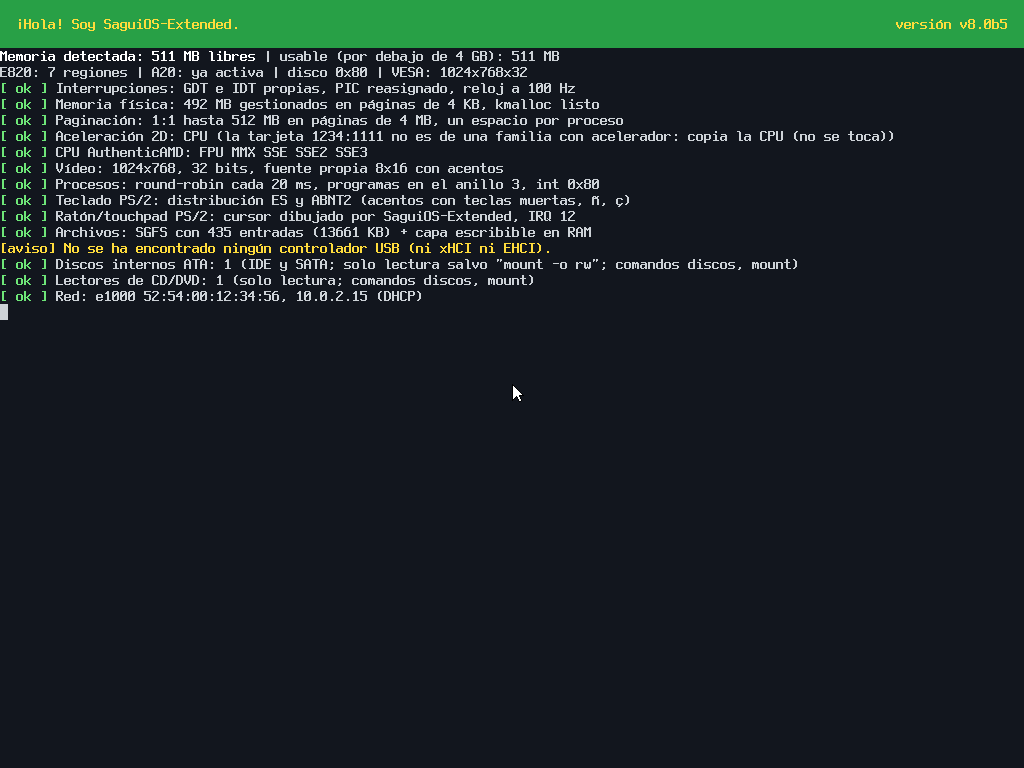 ¡Hola! Soy SaguiOS-Extended.
versión v8.0b5
Memoria detectada: 511 MB libres | usable (por debajo de 4 GB): 511 MB
E820: 7 regiones | A20: ya activa | disco 0x80 | VESA: 1024x768x32
[ ok ] Interrupciones: GDT e IDT propias, PIC reasignado, reloj a 100 Hz
[ ok ] Memoria física: 492 MB gestionados en páginas de 4 KB, kmalloc listo
[ ok ] Paginación: 1:1 hasta 512 MB en páginas de 4 MB, un espacio por proceso
[ ok ] Aceleración 2D: CPU (la tarjeta 1234:1111 no es de una familia con acelerador: copia la CPU (no se toca))
[ ok ] CPU AuthenticAMD: FPU MMX SSE SSE2 SSE3
[ ok ] Vídeo: 1024x768, 32 bits, fuente propia 8x16 con acentos
[ ok ] Procesos: round-robin cada 20 ms, programas en el anillo 3, int 0x80
[ ok ] Teclado PS/2: distribución ES y ABNT2 (acentos con teclas muertas, ñ, ç)
[ ok ] Ratón/touchpad PS/2: cursor dibujado por SaguiOS-Extended, IRQ 12
[ ok ] Archivos: SGFS con 435 entradas (13661 KB) + capa escribible en RAM
[aviso] No se ha encontrado ningún controlador USB (ni xHCI ni EHCI).
[ ok ] Discos internos ATA: 1 (IDE y SATA; solo lectura salvo "mount -o rw"; comandos discos, mount)
[ ok ] Lectores de CD/DVD: 1 (solo lectura; comandos discos, mount)
[ ok ] Red: e1000 52:54:00:12:34:56, 10.0.2.15 (DHCP)